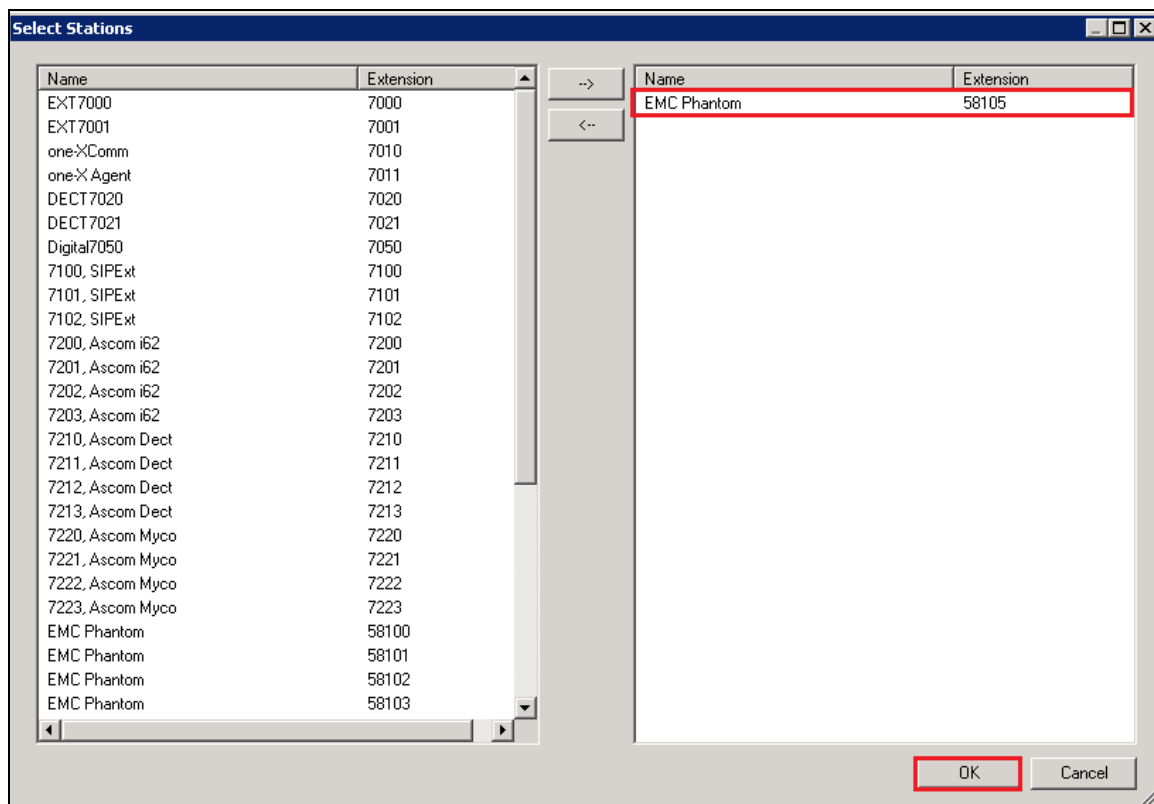 Select Stations
Name Extension
EXT7000 7000
EXT7001 7001
one-XComm 7010
one-X Agent 7011
DECT7020 7020
DECT7021 7021
Digital7050 7050
7100, SIPExt 7100
7101, SIPExt 7101
7102, SIPExt 7102
7200, Ascom i62 7200
7201, Ascom i62 7201
7202, Ascom i62 7202
7203, Ascom i62 7203
7210, Ascom Dect 7210
7211, Ascom Dect 7211
7212, Ascom Dect 7212
7213, Ascom Dect 7213
7220, Ascom Myco 7220
7221, Ascom Myco 7221
7222, Ascom Myco 7222
7223, Ascom Myco 7223
EMC Phantom 58100
EMC Phantom 58101
EMC Phantom 58102
EMC Phantom 58103
-->
<--
Name Extension
EMC Phantom 58105
OK Cancel